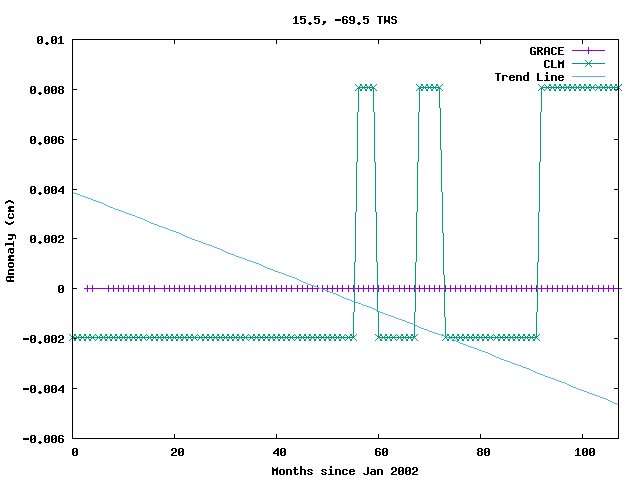 15.5, -69.5 TWS
GRACE
CLM
Trend Line
0.01
0.008
0.006
0.004
0.002
0
-0.002
-0.004
-0.006
Anomaly (cm)
0 20 40 60 80 100
Months since Jan 2002